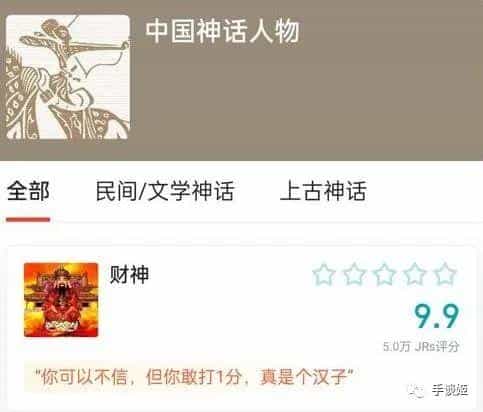 中国神话人物
全部 民间/文学神话 上古神话
财神
9.9
5.0万 JRs评分
“你可以不信，但你敢打1分，真是个汉子”
手谈姬